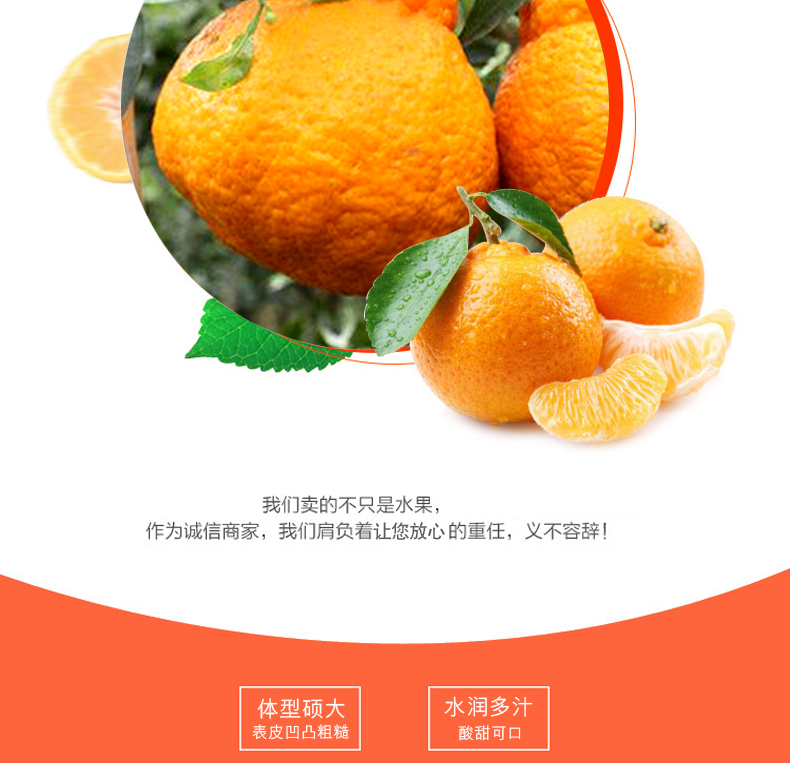 我们卖的不只是水果，
作为诚信商家，我们肩负着让您放心的重任，义不容辞！
体型硕大
表皮凹凸粗糙
水润多汁
酸甜可口